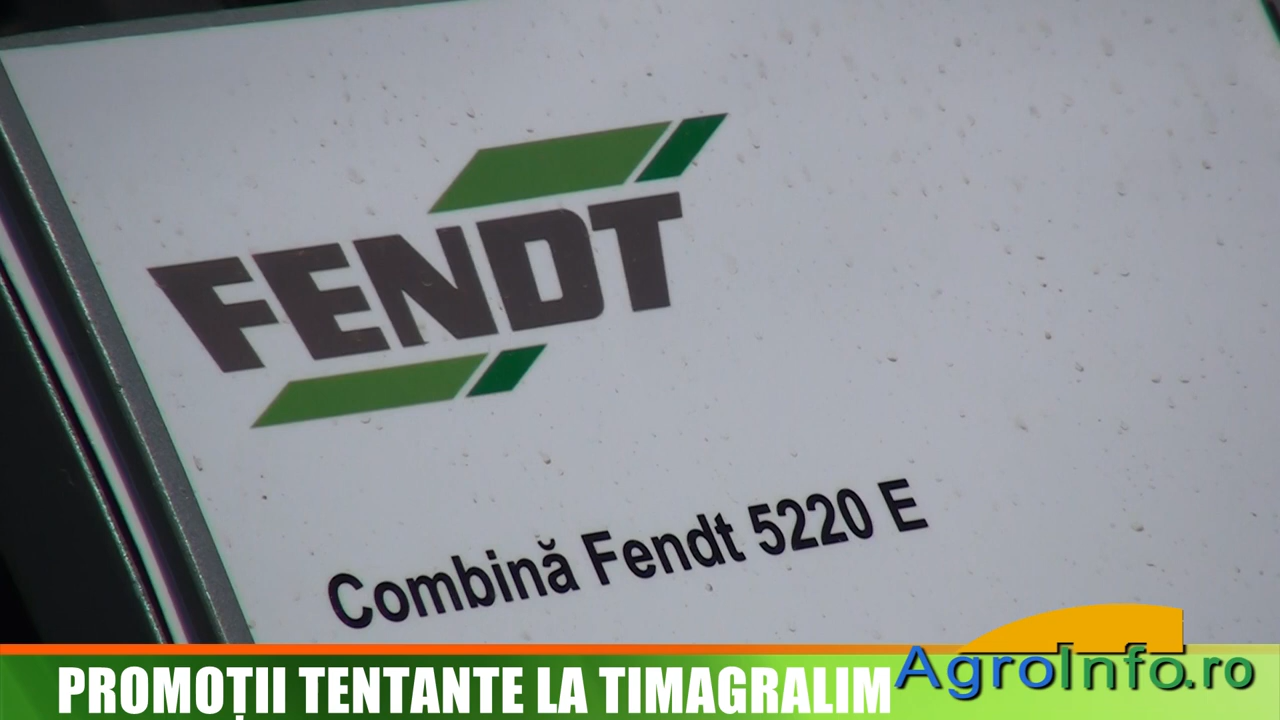 FENDT
Combină Fendt 5220 E
PROMOȚII TENTANTE LA TIMAGRALIM
AgroInfo.ro